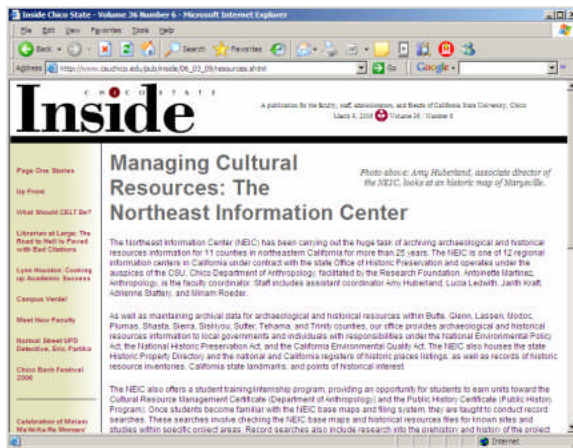 Inside Chico State - Volume 36 Number 6 - Microsoft Internet Explorer
File Edit View Favorites Tools Help
Back Search Favorites
Address http://www.csuchico.edu/pub/inside/06_03_09/resources.shtml Go Google
CHICO STATE
Inside
A publication for the faculty, staff, administrators, and friends of California State University, Chico
March 9, 2006 Volume 36 / Number 6
Page One Stories
Up Front
What Should CELT Be?
Librarian at Large: The
Road to Hell Is Paved
with Bad Citations
Lynn Houston: Cooking
up Academic Success
Campus Verde!
Meet New Faculty
Normal Street UPD
Detective, Eric Partika
Chico Bach Festival
2006
Celebration of Miriam
Managing Cultural
Resources: The
Northeast Information Center
Photo above: Amy Huberland, associate director of
the NEIC, looks at an historic map of Marysville.
The Northeast Information Center (NEIC) has been carrying out the huge task of archiving archaeological and historical
resources information for 11 counties in northeastern California for more than 25 years. The NEIC is one of 12 regional
information centers in California under contract with the state Office of Historic Preservation and operates under the
auspices of the CSU, Chico Department of Anthropology, facilitated by the Research Foundation. Antoinette Martinez,
Anthropology, is the faculty coordinator. Staff includes assistant coordinator Amy Huberland, Lucia Ledwith, Jarith Kraft,
Adrienne Slattery, and Miriam Roeder.
As well as maintaining archival data for archaeological and historical resources within Butte, Glenn, Lassen, Modoc,
Plumas, Shasta, Sierra, Siskiyou, Sutter, Tehama, and Trinity counties, our office provides archaeological and historical
resources information to local governments and individuals with responsibilities under the National Environmental Policy
Act, the National Historic Preservation Act, and the California Environmental Quality Act. The NEIC also houses the state
Historic Property Directory and the national and California registers of historic places listings, as well as records of historic
resource inventories, California state landmarks, and points of historical interest.
The NEIC also offers a student training/internship program, providing an opportunity for students to earn units toward the
Cultural Resource Management Certificate (Department of Anthropology) and the Public History Certificate (Public History
Program). Once students become familiar with the NEIC base maps and filing system, they are taught to conduct record
searches. These searches involve checking the NEIC base maps and historical resources files for known sites and
studies within specific project areas. Record searches also include research into the prehistory and history of the project
Internet